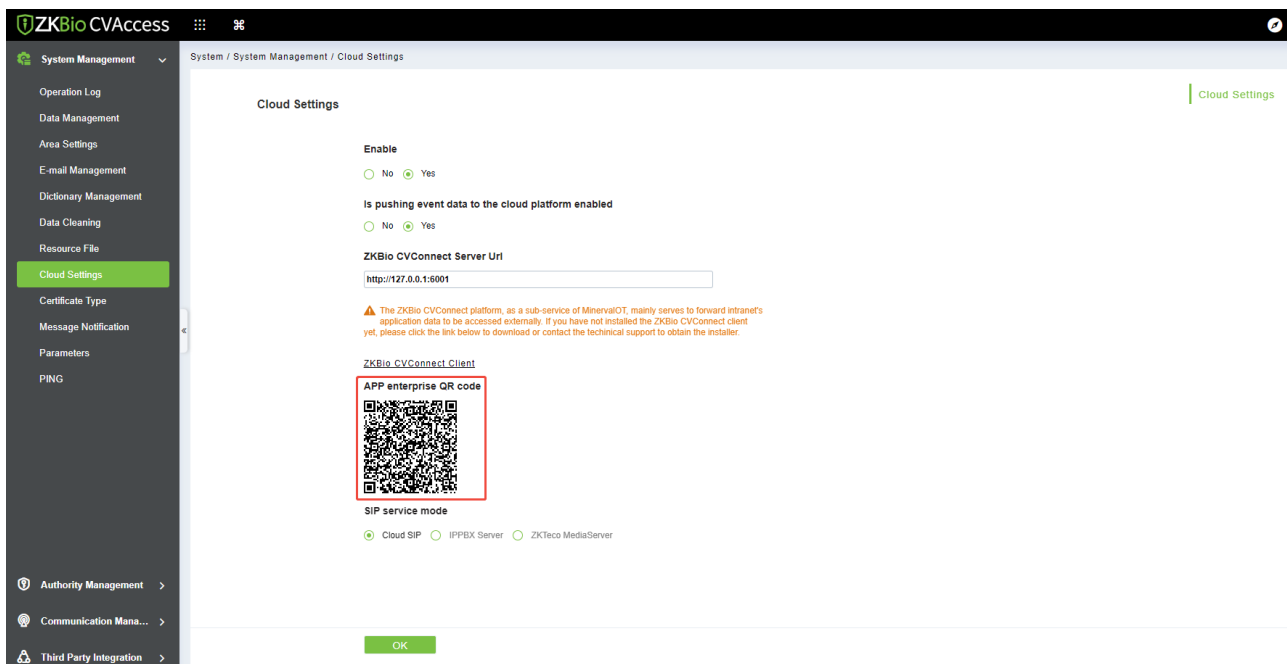 ZKBio CVAccess
System Management
Operation Log
Data Management
Area Settings
E-mail Management
Dictionary Management
Data Cleaning
Resource File
Cloud Settings
Certificate Type
Message Notification
Parameters
PING
Authority Management
Communication Mana...
Third Party Integration
System / System Management / Cloud Settings
Cloud Settings
Cloud Settings
Enable
No Yes
Is pushing event data to the cloud platform enabled
No Yes
ZKBio CVConnect Server Url
http://127.0.0.1:6001
The ZKBio CVConnect platform, as a sub-service of MinervaIOT, mainly serves to forward intranet's
application data to be accessed externally. If you have not installed the ZKBio CVConnect client
yet, please click the link below to download or contact the techinical support to obtain the installer.
ZKBio CVConnect Client
APP enterprise QR code
SIP service mode
Cloud SIP IPPBX Server ZKTeco MediaServer
OK